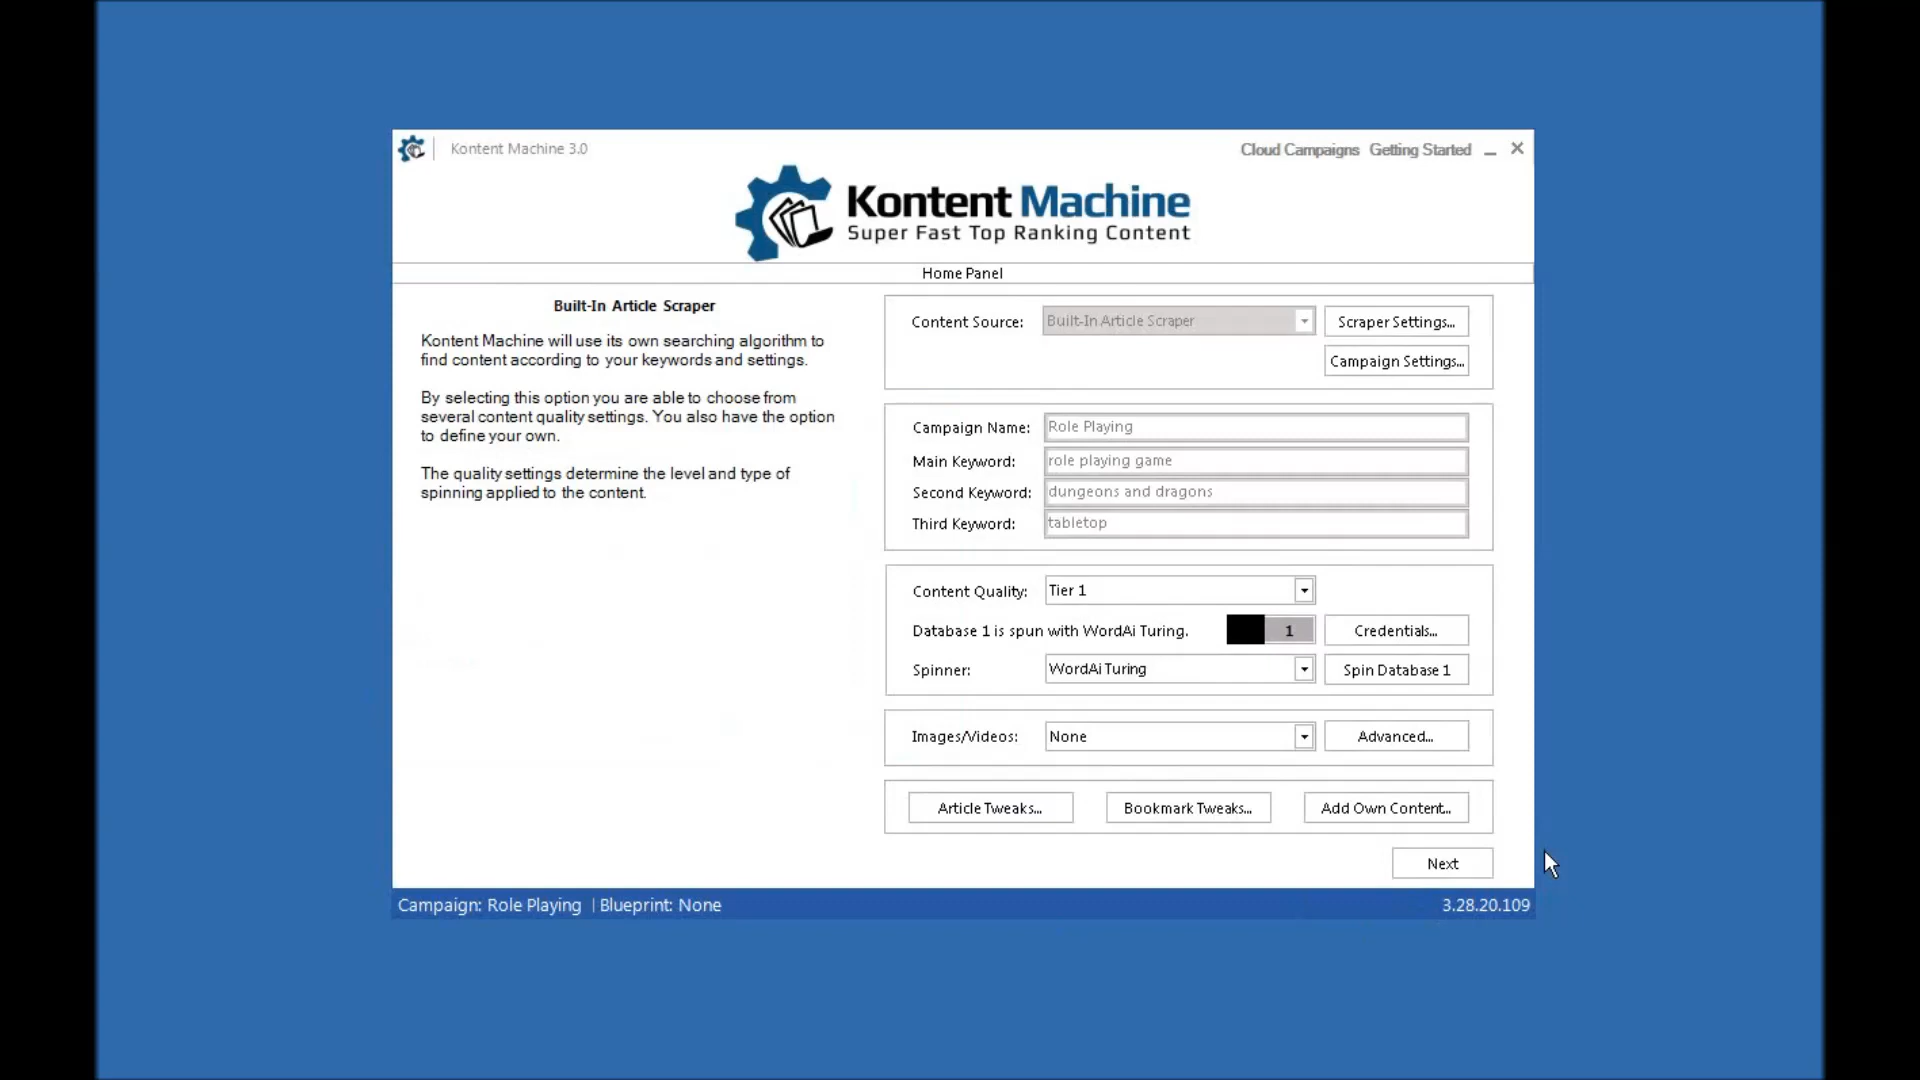 Kontent Machine 3.0
Cloud Campaigns Getting Started
Kontent Machine
Super Fast Top Ranking Content
Home Panel
Built-In Article Scraper
Kontent Machine will use its own searching algorithm to
find content according to your keywords and settings.
By selecting this option you are able to choose from
several content quality settings. You also have the option
to define your own.
The quality settings determine the level and type of
spinning applied to the content.
Content Source: Built-In Article Scraper Scraper Settings...
Campaign Settings...
Campaign Name: Role Playing
Main Keyword: role playing game
Second Keyword: dungeons and dragons
Third Keyword: tabletop
Content Quality: Tier 1
Database 1 is spun with WordAi Turing. 1 Credentials...
Spinner: WordAi Turing Spin Database 1
Images/Videos: None Advanced...
Article Tweaks... Bookmark Tweaks... Add Own Content...
Next
Campaign: Role Playing | Blueprint: None 3.28.20.109